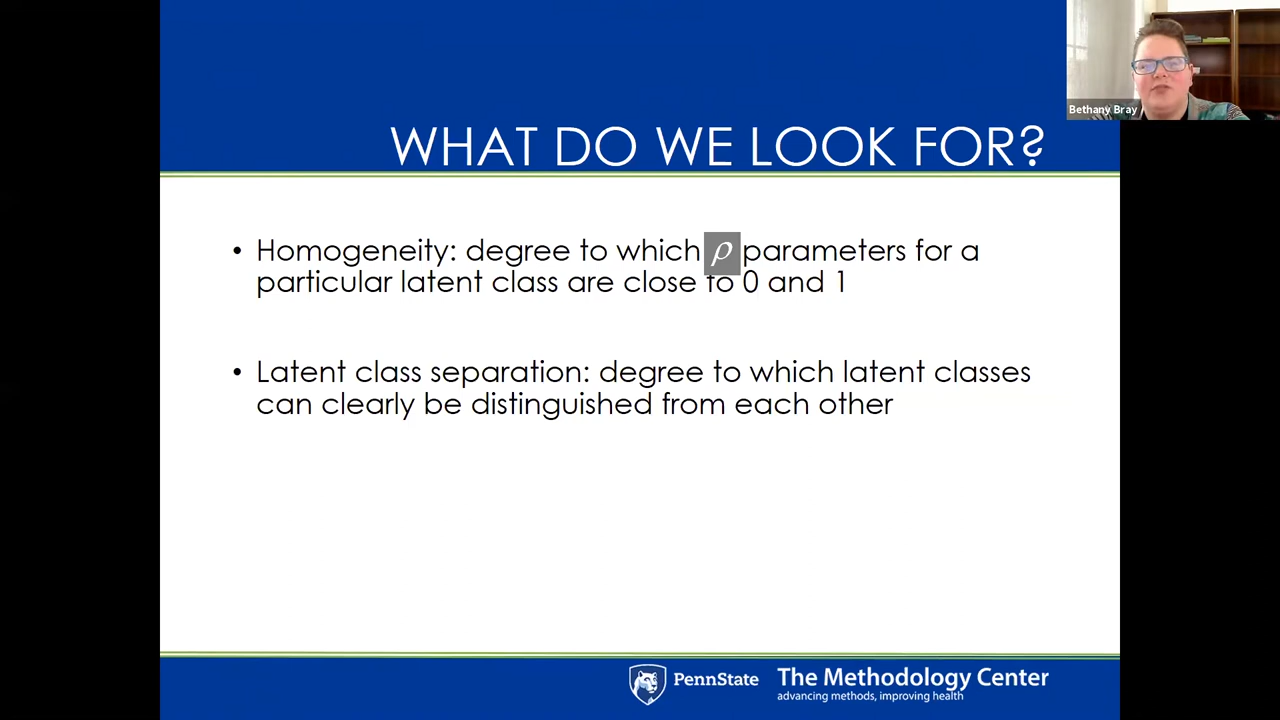 Bethany Bray
WHAT DO WE LOOK FOR?
• Homogeneity: degree to which ρ parameters for a
particular latent class are close to 0 and 1
• Latent class separation: degree to which latent classes
can clearly be distinguished from each other
PennState
The Methodology Center
advancing methods, improving health